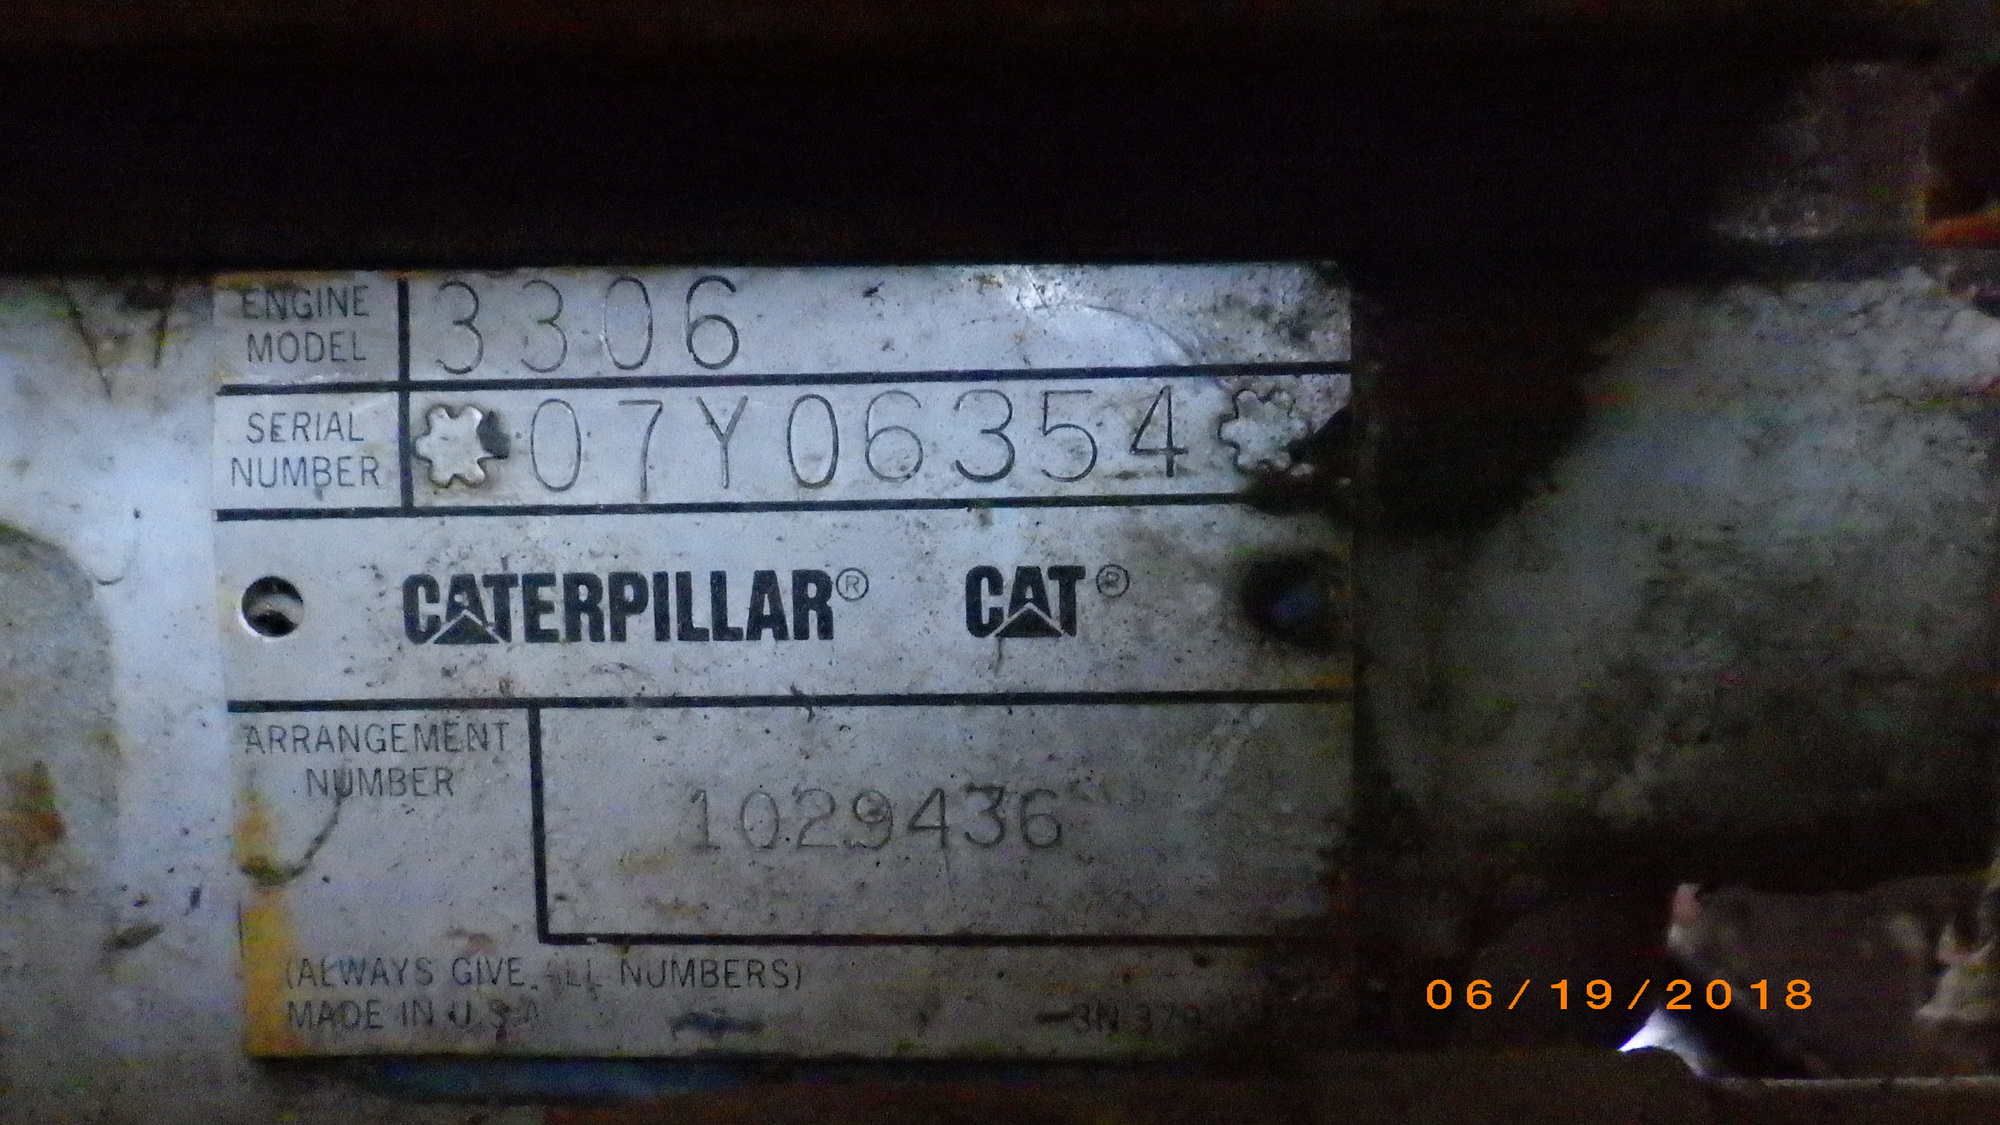 ENGINE MODEL 3306
SERIAL NUMBER 07Y06354
CATERPILLAR® CAT®
ARRANGEMENT NUMBER
1029436
(ALWAYS GIVE ALL NUMBERS)
MADE IN U.S.A
06/19/2018